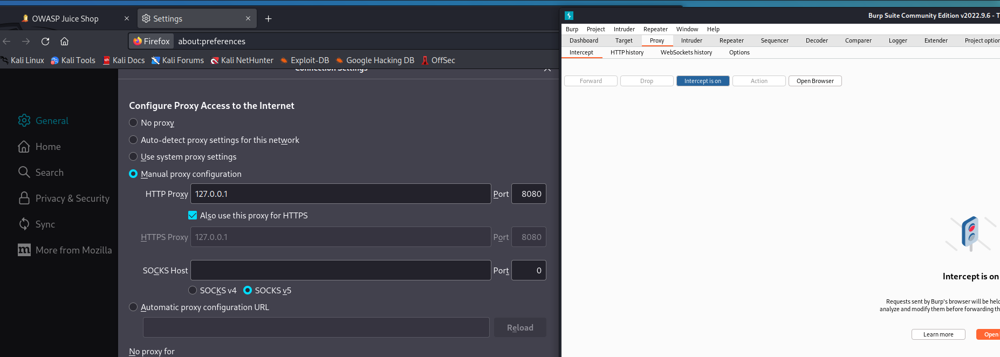 OWASP Juice Shop
Settings
Firefox about:preferences
Kali Linux Kali Tools Kali Docs Kali Forums Kali NetHunter Exploit-DB Google Hacking DB OffSec
Connection Settings
General
Home
Search
Privacy & Security
Sync
More from Mozilla
Configure Proxy Access to the Internet
No proxy
Auto-detect proxy settings for this network
Use system proxy settings
Manual proxy configuration
HTTP Proxy 127.0.0.1 Port 8080
Also use this proxy for HTTPS
HTTPS Proxy 127.0.0.1 Port 8080
SOCKS Host Port 0
SOCKS v4 SOCKS v5
Automatic proxy configuration URL
Reload
No proxy for
Burp Suite Community Edition v2022.9.6 - T
Burp Project Intruder Repeater Window Help
Dashboard Target Proxy Intruder Repeater Sequencer Decoder Comparer Logger Extender Project option
Intercept HTTP history WebSockets history Options
Forward Drop Intercept is on Action Open Browser
Intercept is on
Requests sent by Burp's browser will be held
analyze and modify them before forwarding th
Learn more Open